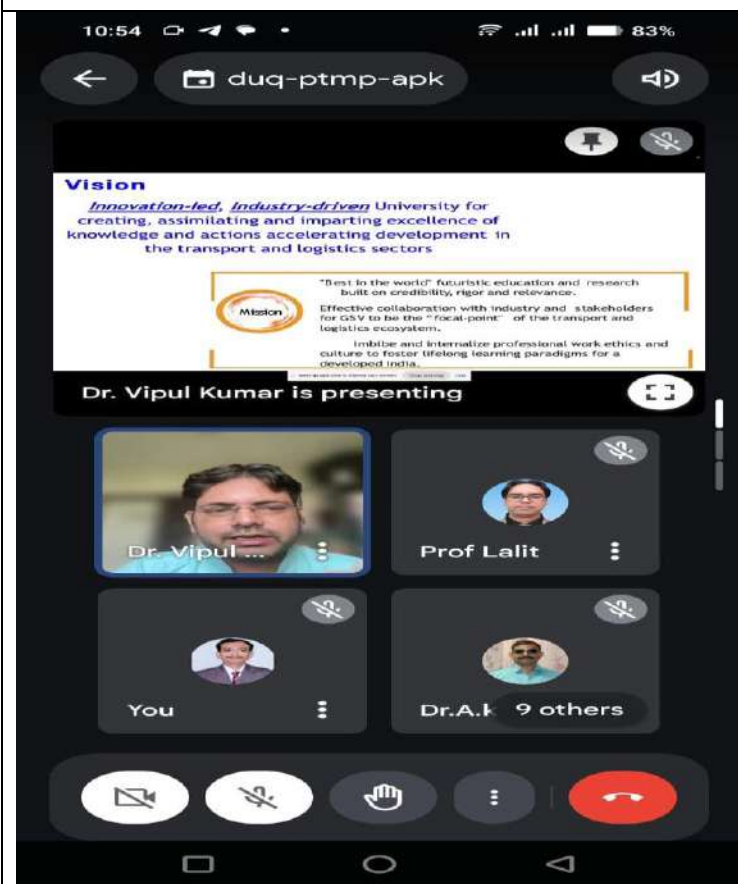 10:54
83%
duq-ptmp-apk
Vision
Innovation-led, Industry-driven University for
creating, assimilating and imparting excellence of
knowledge and actions accelerating development in
the transport and logistics sectors
Mission
"Best in the world" futuristic education and research
built on credibility, rigor and relevance.
Effective collaboration with industry and stakeholders
for GSV to be the "focal-point" of the transport and
logistics ecosystem.
Imbibe and internalize professional work ethics and
culture to foster lifelong learning paradigms for a
developed India.
Dr. Vipul Kumar is presenting
Dr. Vipul ...
Prof Lalit
You
Dr.A.k
9 others